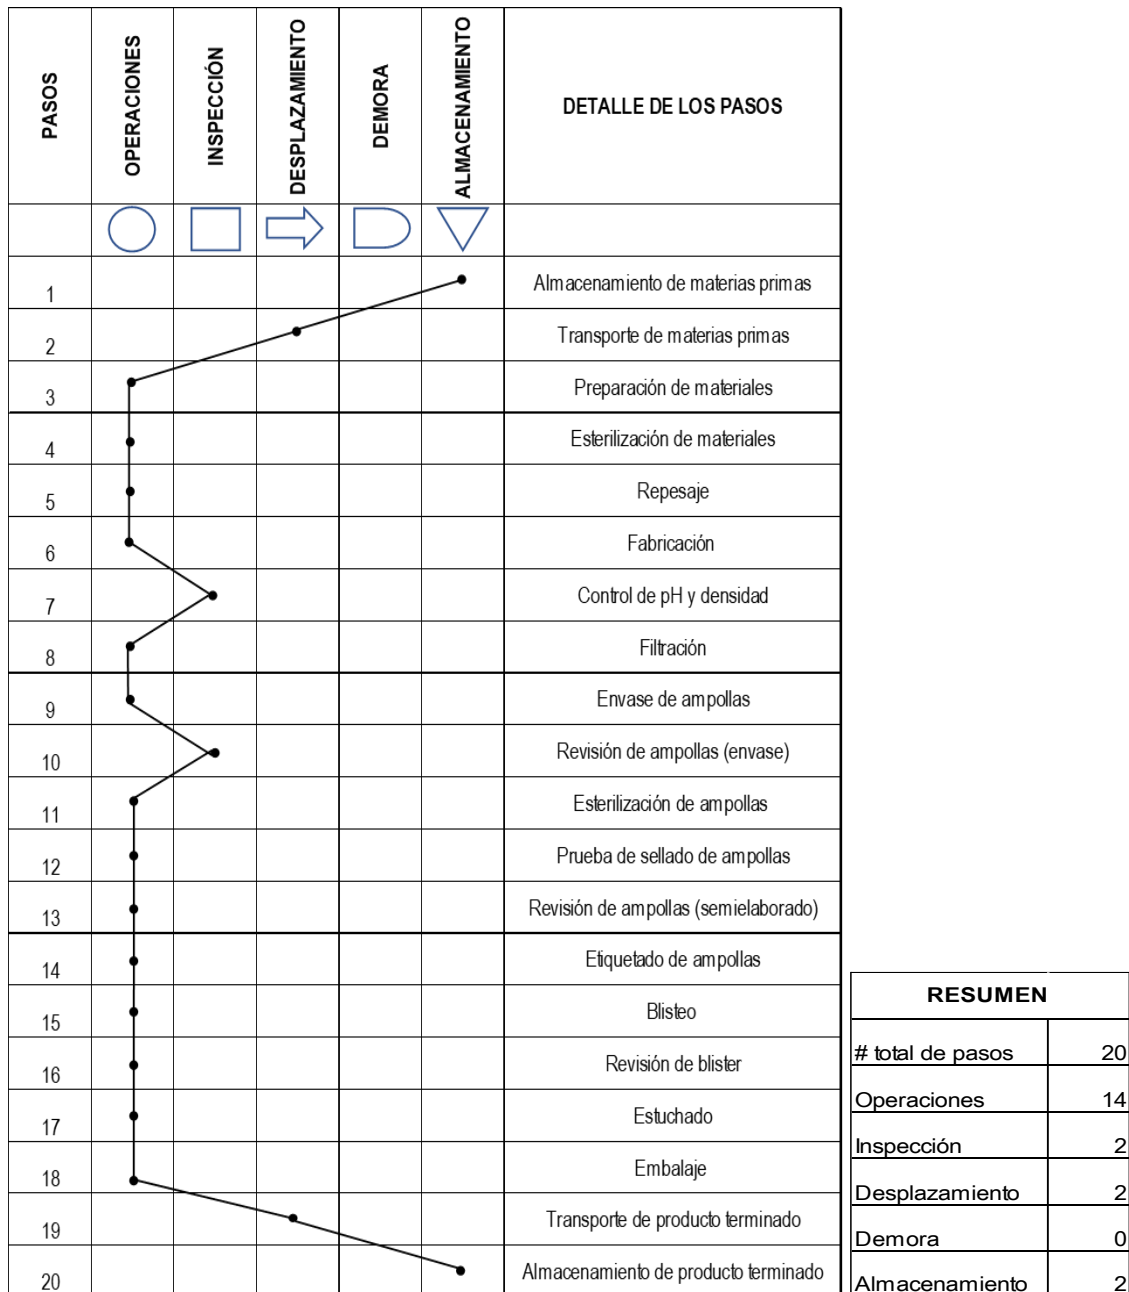 PASOS
OPERACIONES
INSPECCIÓN
DESPLAZAMIENTO
DEMORA
ALMACENAMIENTO
DETALLE DE LOS PASOS
1 Almacenamiento de materias primas
2 Transporte de materias primas
3 Preparación de materiales
4 Esterilización de materiales
5 Repesaje
6 Fabricación
7 Control de pH y densidad
8 Filtración
9 Envase de ampollas
10 Revisión de ampollas (envase)
11 Esterilización de ampollas
12 Prueba de sellado de ampollas
13 Revisión de ampollas (semielaborado)
14 Etiquetado de ampollas
15 Blisteo
16 Revisión de blister
17 Estuchado
18 Embalaje
19 Transporte de producto terminado
20 Almacenamiento de producto terminado
RESUMEN
# total de pasos 20
Operaciones 14
Inspección 2
Desplazamiento 2
Demora 0
Almacenamiento 2